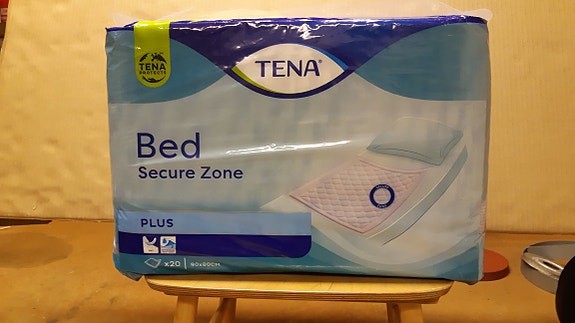 TENA
PROTECTS
TENA®
Bed
Secure Zone
PLUS
x20